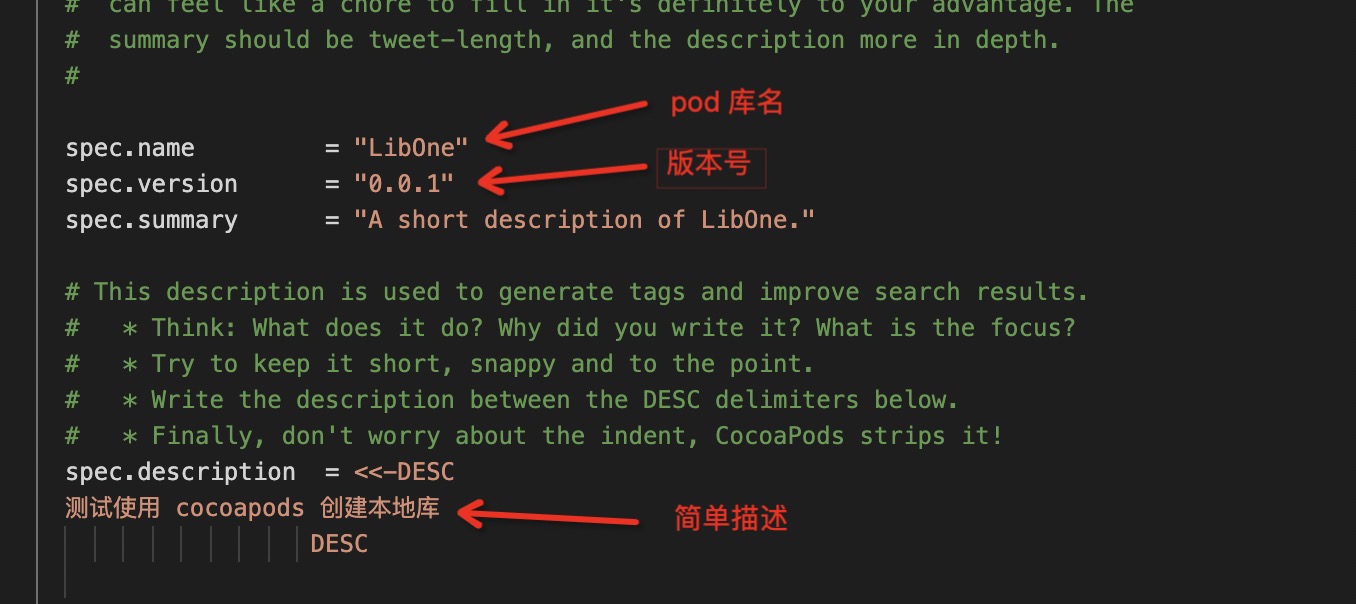 # can feel like a chore to fill in it's definitely to your advantage. The
# summary should be tweet-length, and the description more in depth.
#
pod 库名
spec.name = "LibOne"
版本号
spec.version = "0.0.1"
spec.summary = "A short description of LibOne."
# This description is used to generate tags and improve search results.
# * Think: What does it do? Why did you write it? What is the focus?
# * Try to keep it short, snappy and to the point.
# * Write the description between the DESC delimiters below.
# * Finally, don't worry about the indent, CocoaPods strips it!
spec.description = <<-DESC
测试使用 cocoapods 创建本地库
简单描述
DESC